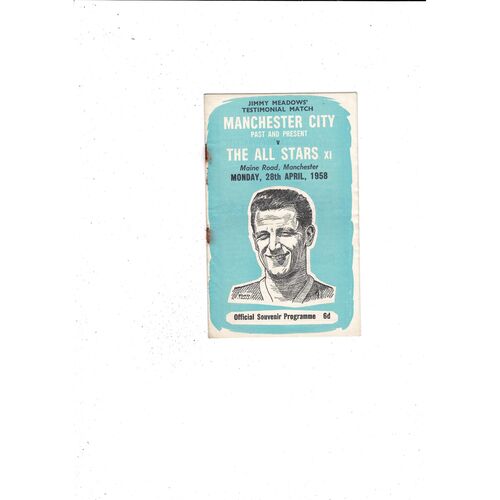 JIMMY MEADOWS'
TESTIMONIAL MATCH
MANCHESTER CITY
PAST AND PRESENT
v
THE ALL STARS XI
Maine Road, Manchester
MONDAY, 28th APRIL, 1958
Official Souvenir Programme 6d